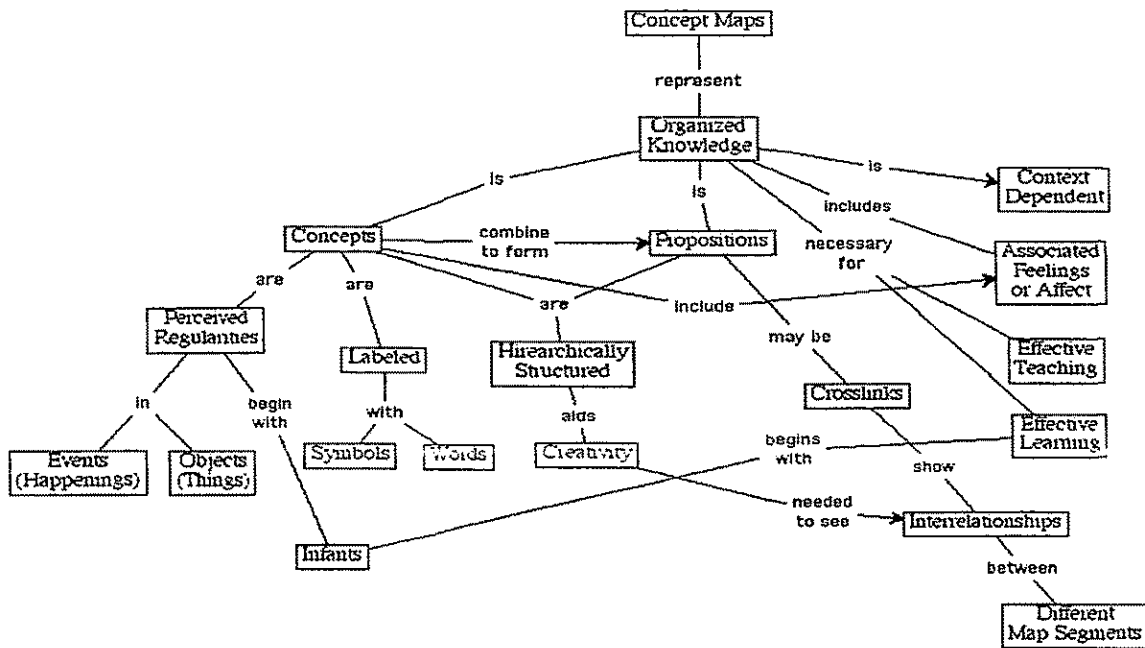 Concept Maps
represent
Organized
Knowledge
is
is
is
Context
Dependent
includes
Concepts
combine
to form
Propositions
necessary
for
Associated
Feelings
or Affect
are
are
are
include
Perceived
Regularities
Labeled
Hirearchically
Structured
may be
Effective
Teaching
in
begin
with
with
aids
Crosslinks
Events
(Happenings)
Objects
(Things)
Symbols
Words
Creativity
begins
with
Effective
Learning
show
needed
to see
Interrelationships
Infants
between
Different
Map Segments